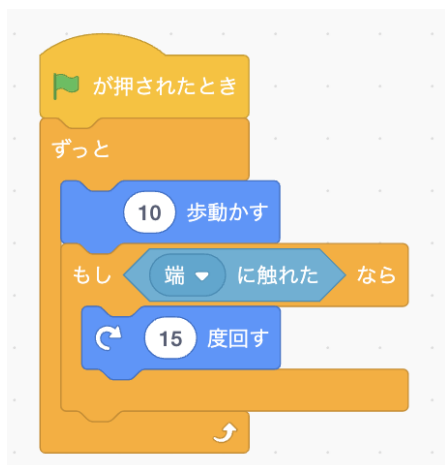 が押されたとき
ずっと
10 歩動かす
もし 端 に触れた なら
15 度回す